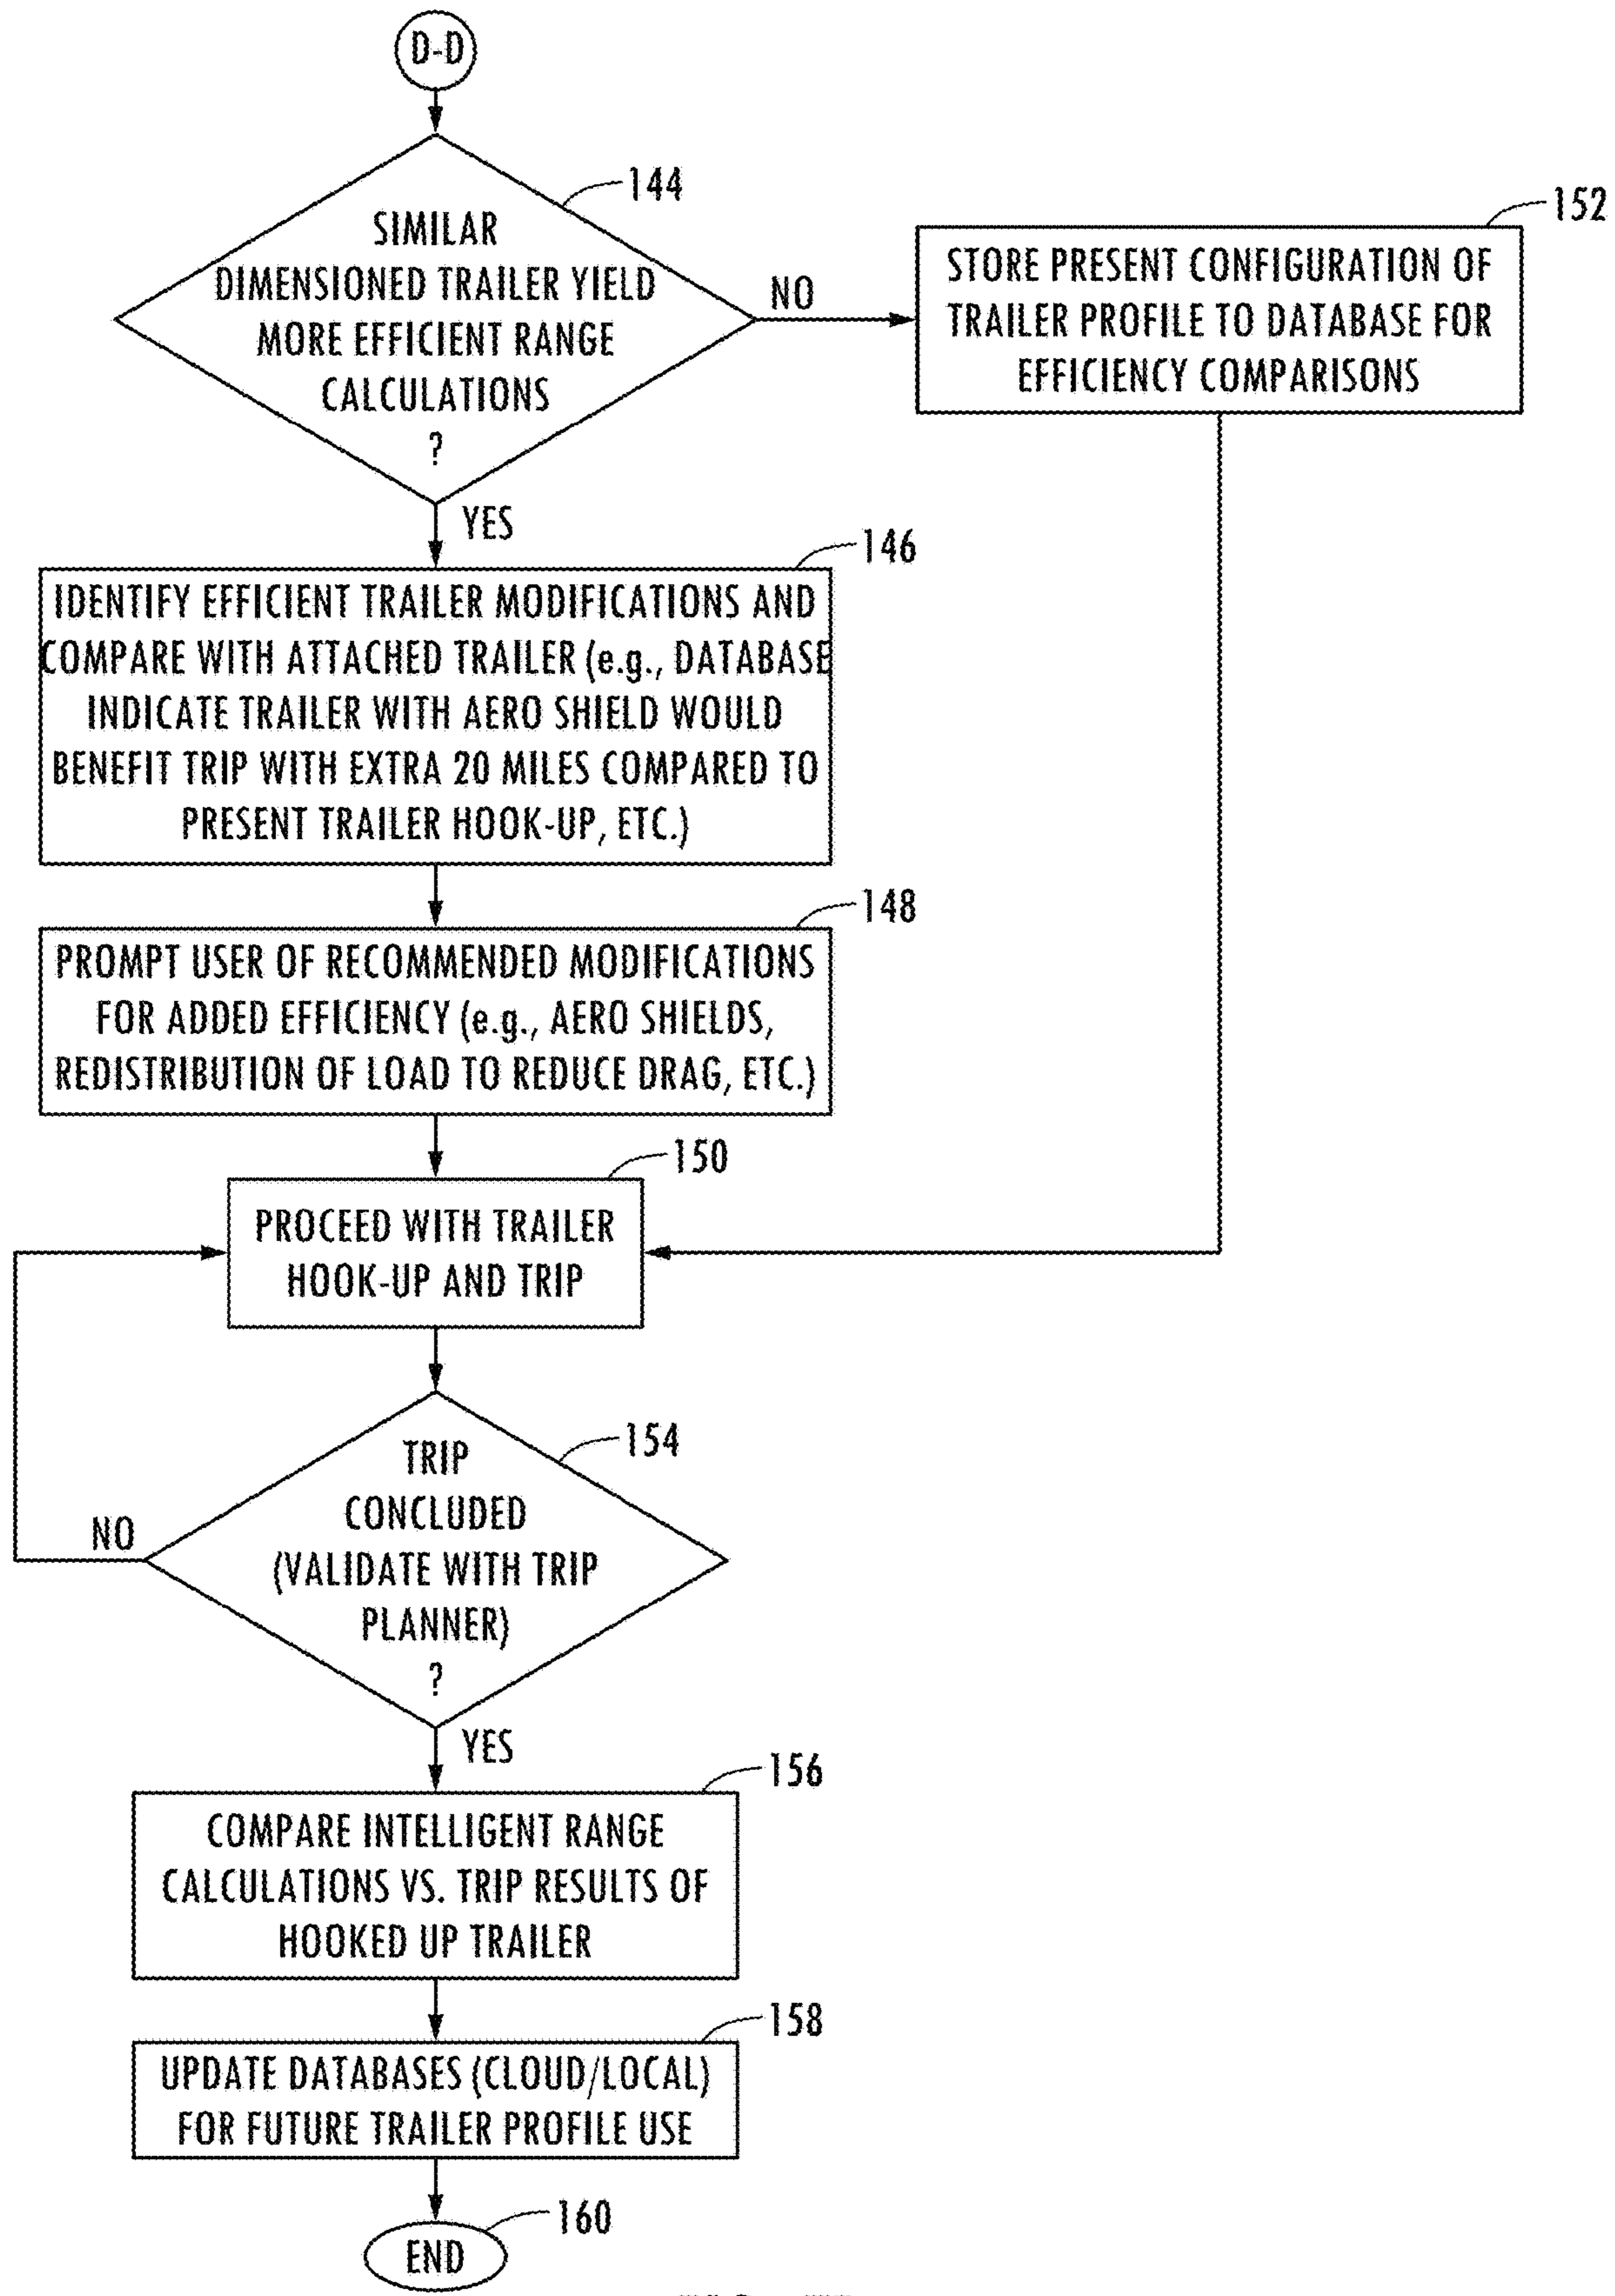 D-D
144
SIMILAR
DIMENSIONED TRAILER YIELD
MORE EFFICIENT RANGE
CALCULATIONS
?
NO
152
STORE PRESENT CONFIGURATION OF
TRAILER PROFILE TO DATABASE FOR
EFFICIENCY COMPARISONS
YES
146
IDENTIFY EFFICIENT TRAILER MODIFICATIONS AND
COMPARE WITH ATTACHED TRAILER (e.g., DATABASE
INDICATE TRAILER WITH AERO SHIELD WOULD
BENEFIT TRIP WITH EXTRA 20 MILES COMPARED TO
PRESENT TRAILER HOOK-UP, ETC.)
148
PROMPT USER OF RECOMMENDED MODIFICATIONS
FOR ADDED EFFICIENCY (e.g., AERO SHIELDS,
REDISTRIBUTION OF LOAD TO REDUCE DRAG, ETC.)
150
PROCEED WITH TRAILER
HOOK-UP AND TRIP
154
TRIP
CONCLUDED
(VALIDATE WITH TRIP
PLANNER)
?
NO
YES
156
COMPARE INTELLIGENT RANGE
CALCULATIONS VS. TRIP RESULTS OF
HOOKED UP TRAILER
158
UPDATE DATABASES (CLOUD/LOCAL)
FOR FUTURE TRAILER PROFILE USE
160
END